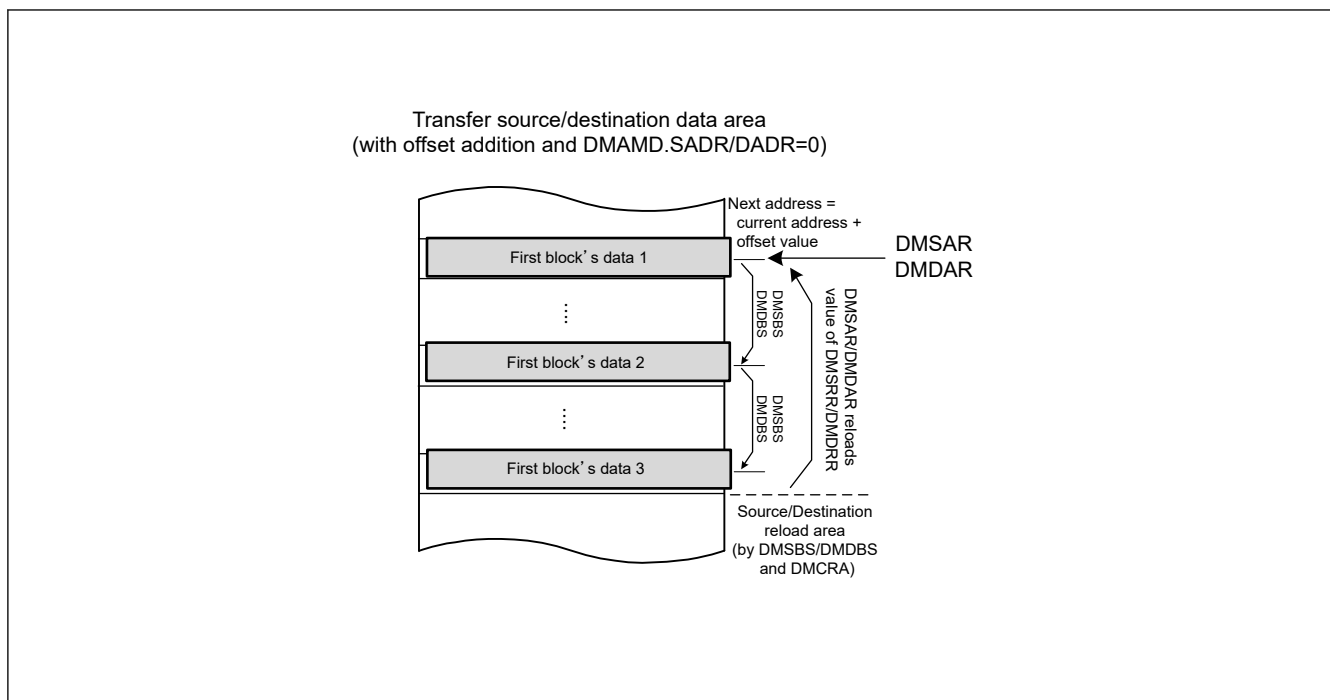 Transfer source/destination data area
(with offset addition and DMAMD.SADR/DADR=0)
Next address =
current address +
offset value
DMSAR
DMDAR
First block’s data 1
DMSBS
DMDBS
DMSAR/DMDAR reloads
value of DMSRR/DMDRR
First block’s data 2
DMSBS
DMDBS
First block’s data 3
Source/Destination
reload area
(by DMSBS/DMDBS
and DMCRA)